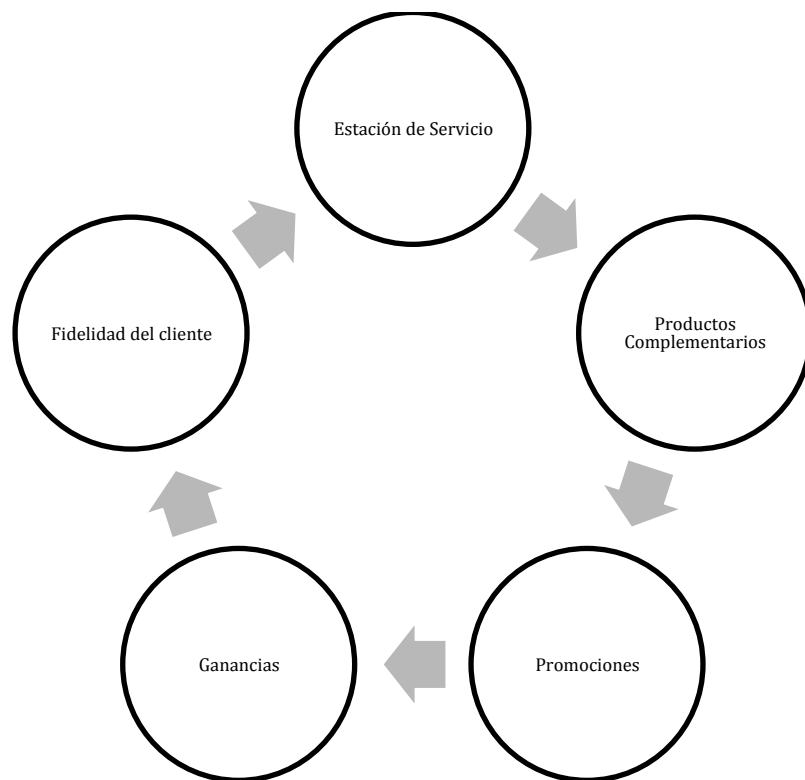 Estación de Servicio
Productos
Complementarios
Promociones
Ganancias
Fidelidad del cliente